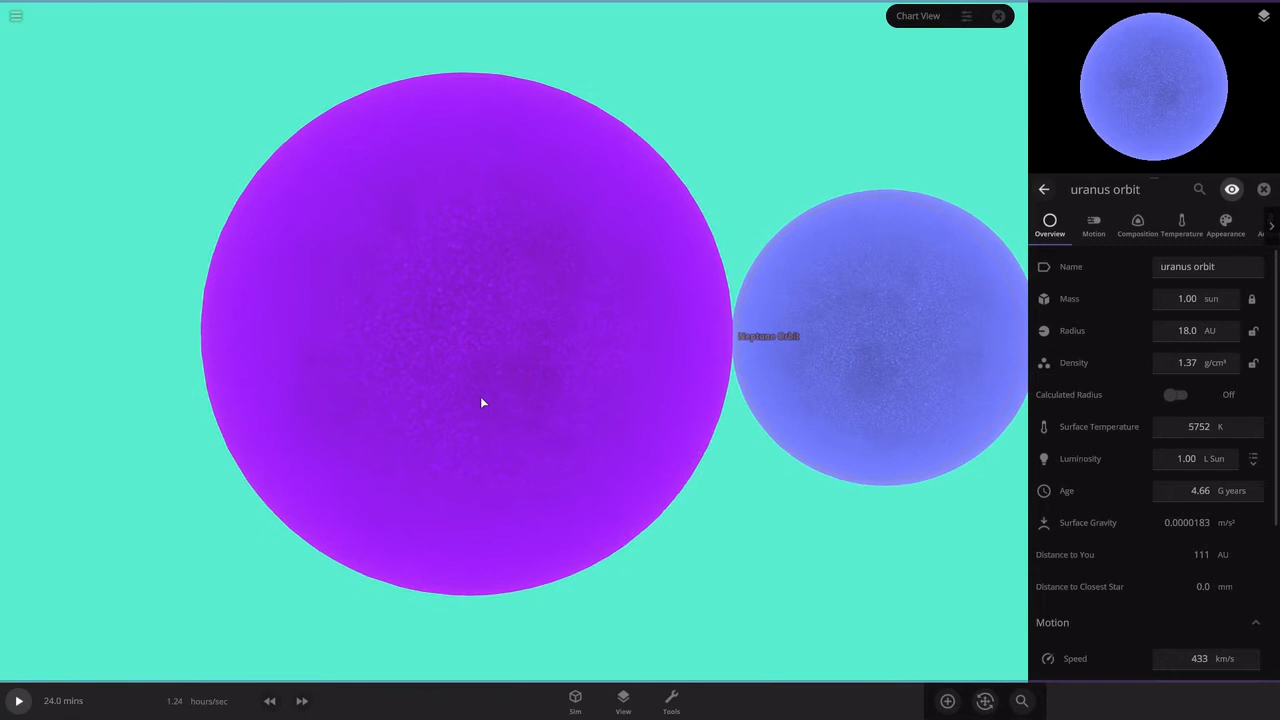 Chart View
Neptune Orbit
uranus orbit
Overview
Motion
Composition
Temperature
Appearance
Name uranus orbit
Mass 1.00 sun
Radius 18.0 AU
Density 1.37 g/cm³
Calculated Radius Off
Surface Temperature 5752 K
Luminosity 1.00 L Sun
Age 4.66 G years
Surface Gravity 0.0000183 m/s²
Distance to You 111 AU
Distance to Closest Star 0.0 mm
Motion
Speed 433 km/s
24.0 mins
1.24 hours/sec
Sim
View
Tools